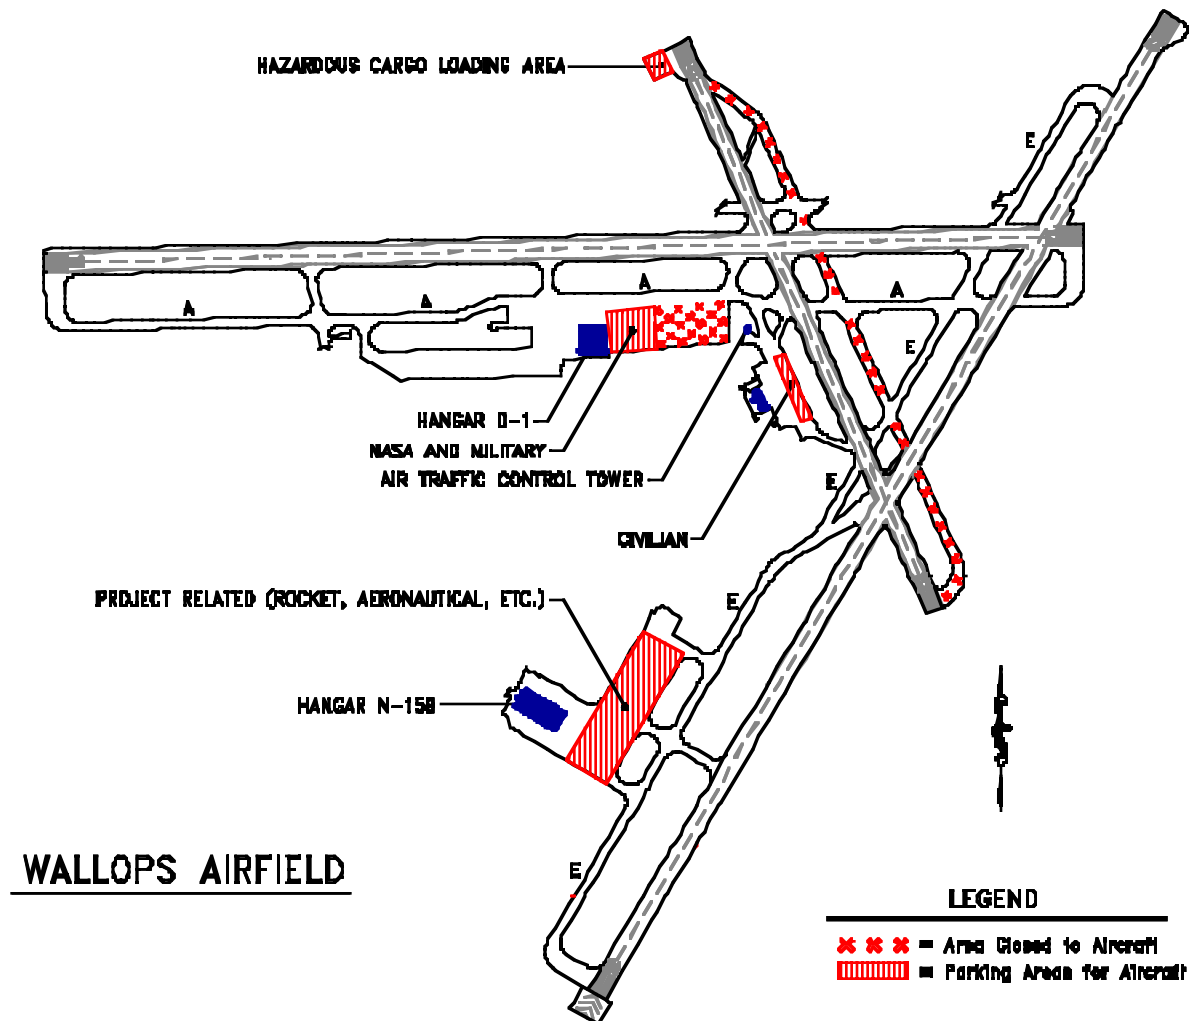 HAZARDOUS CARGO LOADING AREA
E
A
A
A
A
E
HANGAR D-1
NASA AND MILITARY
AIR TRAFFIC CONTROL TOWER
E
CIVILIAN
PROJECT RELATED (ROCKET, AERONAUTICAL, ETC.)
E
HANGAR N-159
E
WALLOPS AIRFIELD
LEGEND
= Area Closed to Aircraft
= Parking Areas for Aircraft